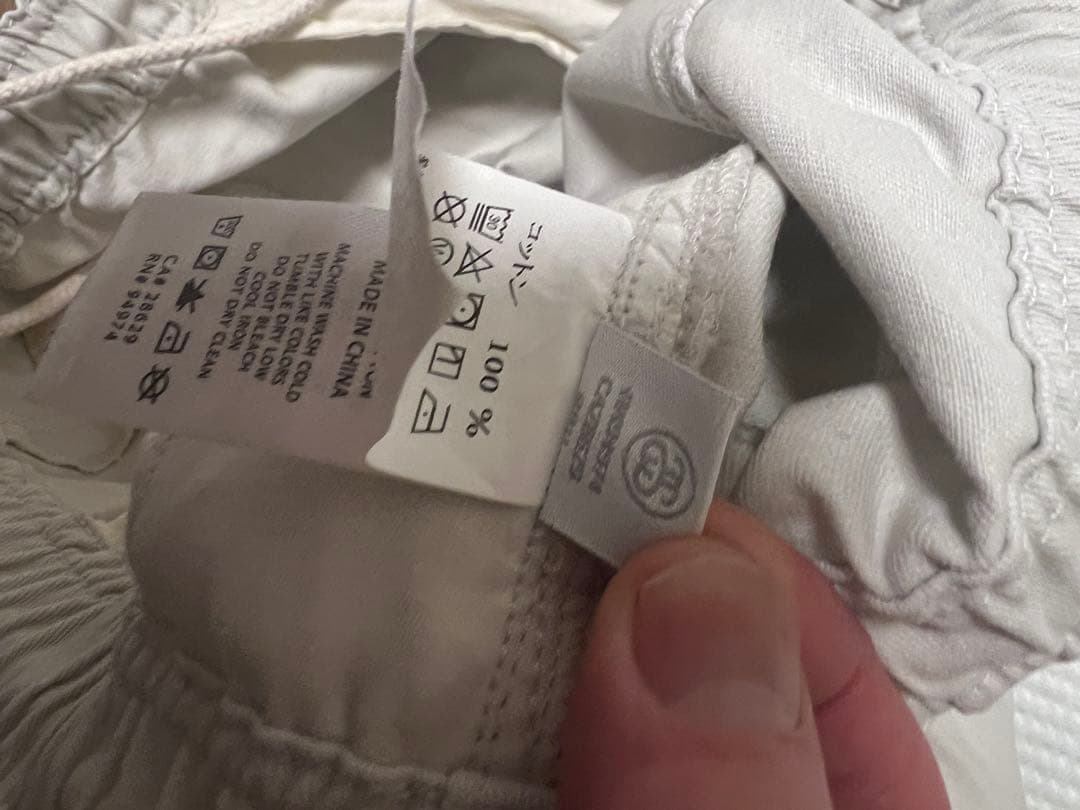 MADE IN CHINA
MACHINE WASH COLD
WITH LIKE COLORS
TUMBLE DRY LOW
DO NOT BLEACH
COOL IRON
DO NOT DRY CLEAN
CA# 28629
RN# 94974
コットン
100 %
30